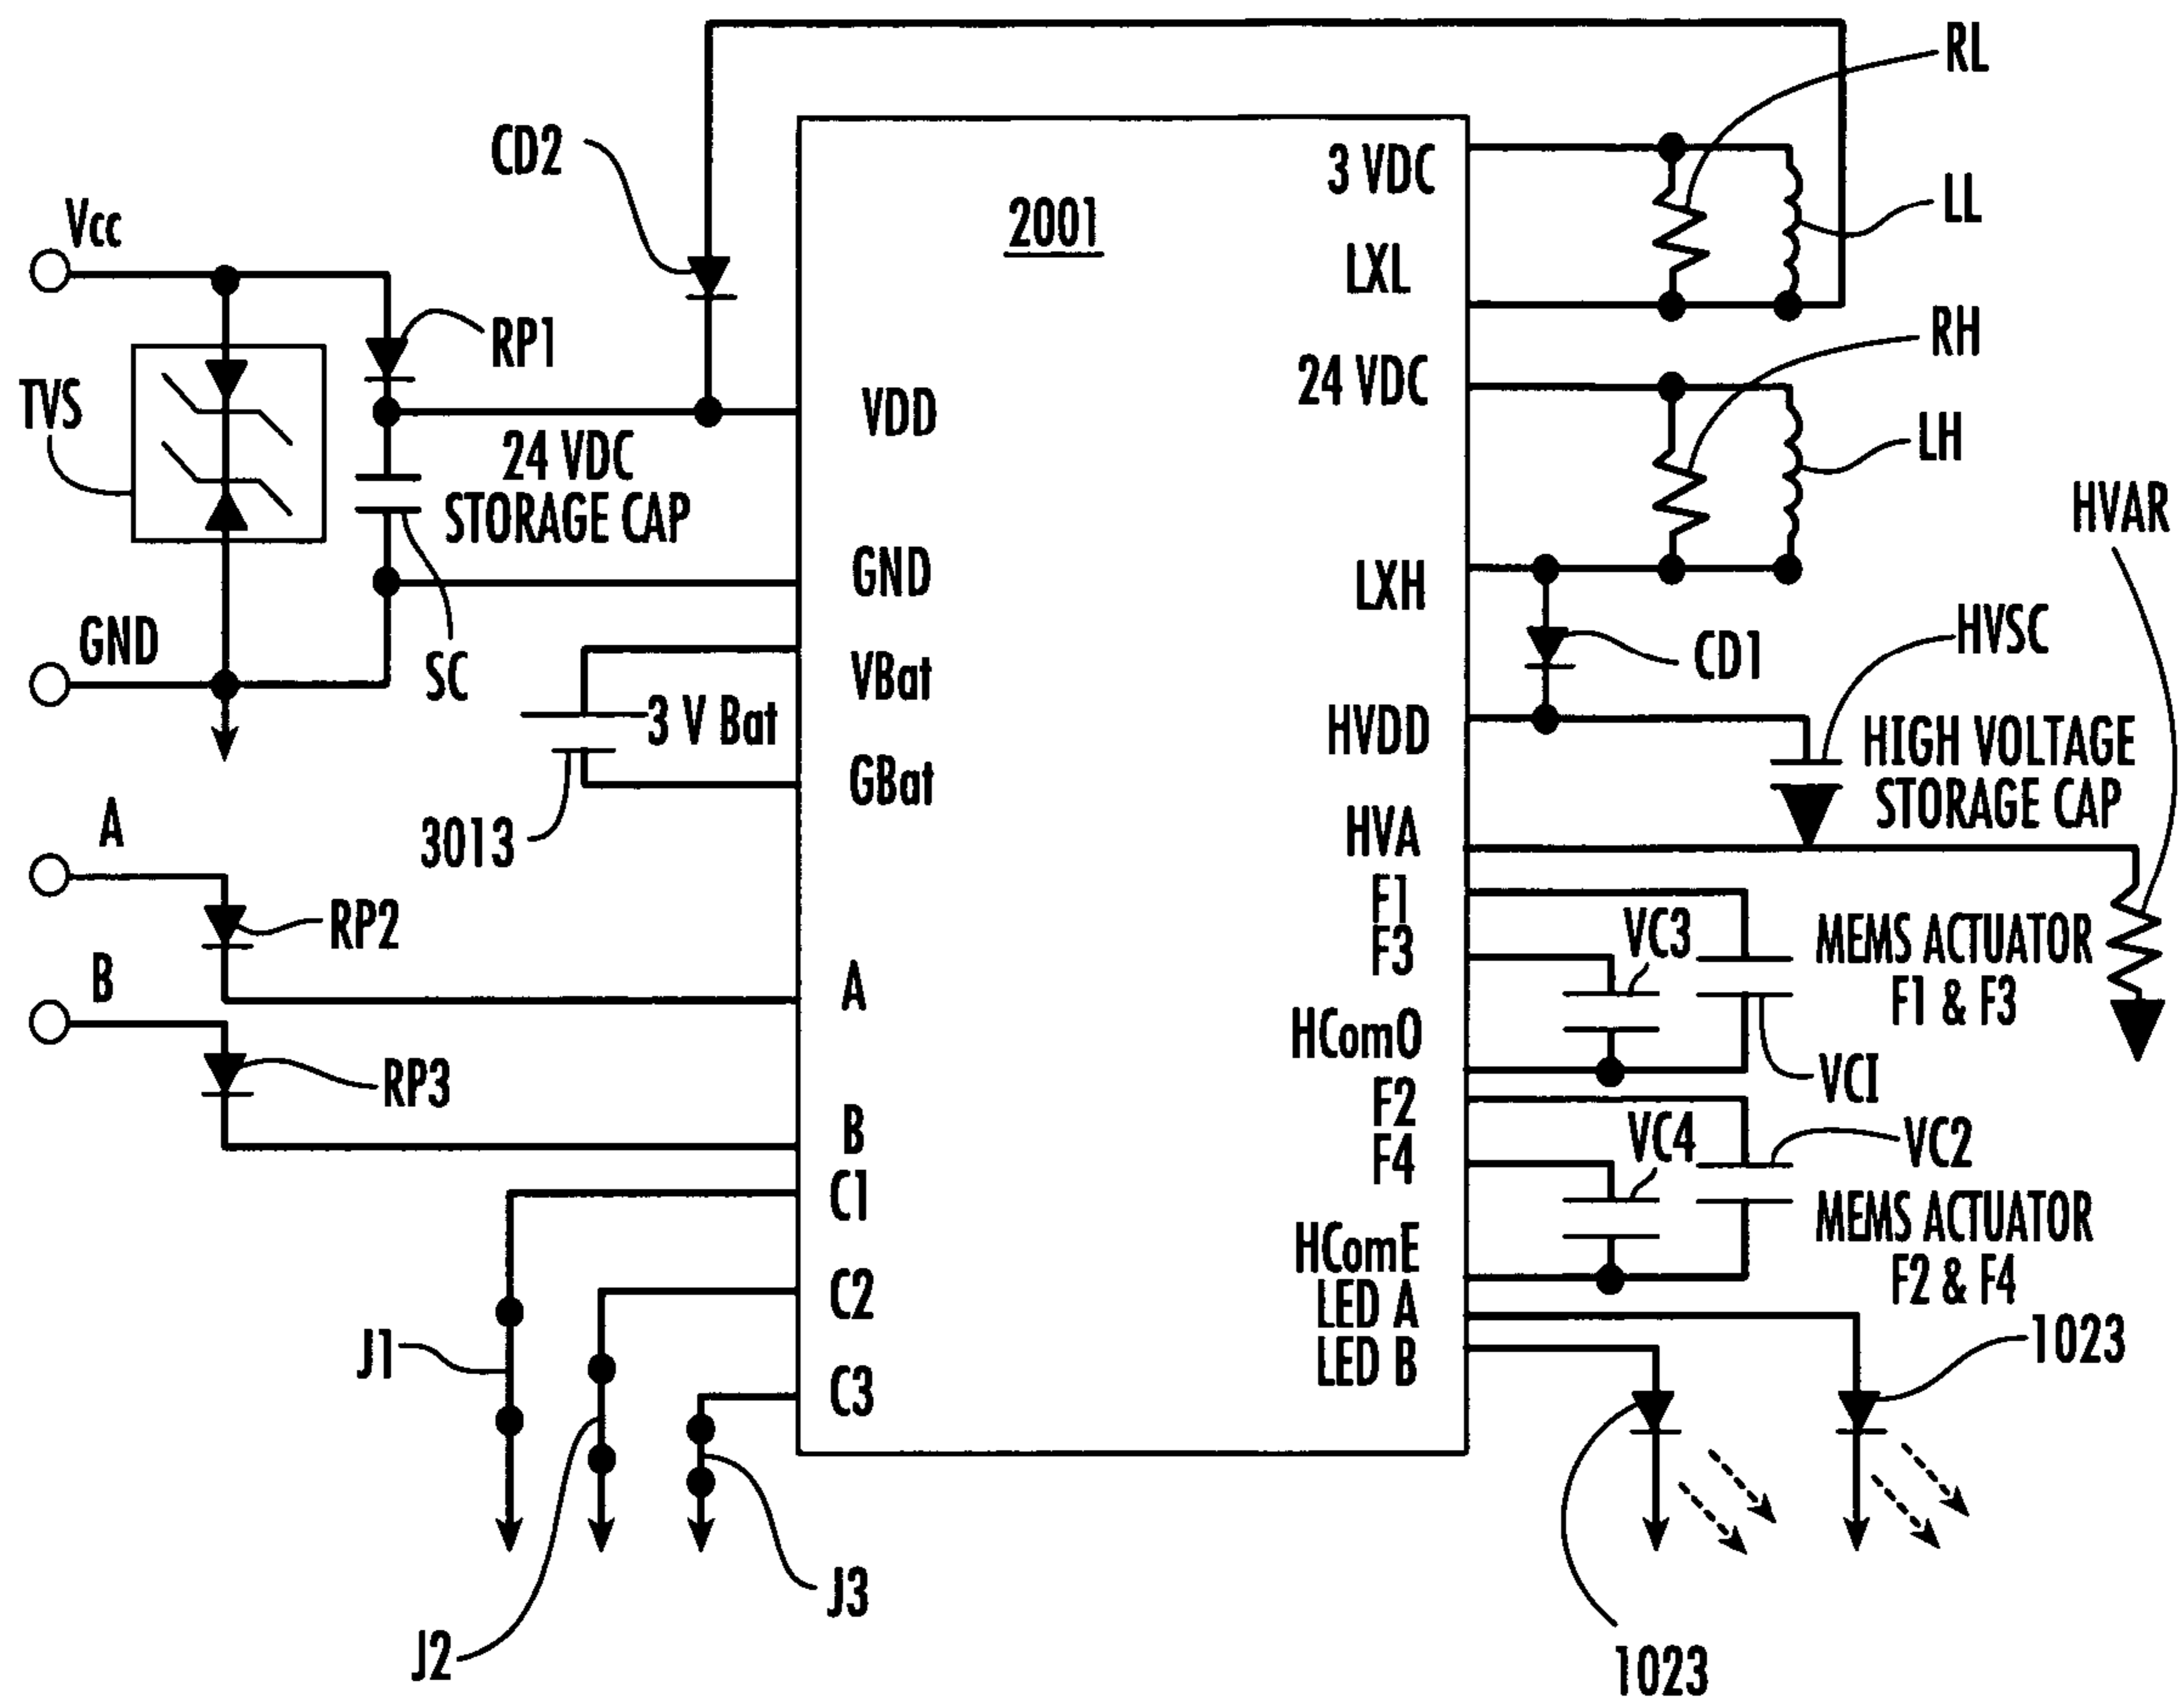 RL
CD2
3 VDC
2001
LL
Vcc
LXL
RP1
RH
TVS
24 VDC
VDD
24 VDC
STORAGE CAP
LH
HVAR
GND
LXH
HVSC
GND
SC
VBat
CD1
3 V Bat
HVDD
HIGH VOLTAGE
STORAGE CAP
GBat
A
3013
HVA
F1
RP2
VC3
MEMS ACTUATOR
F1 & F3
F3
B
A
HComO
RP3
VCI
F2
B
VC4
VC2
F4
C1
MEMS ACTUATOR
F2 & F4
HComE
C2
LED A
J1
LED B
1023
C3
J3
J2
1023